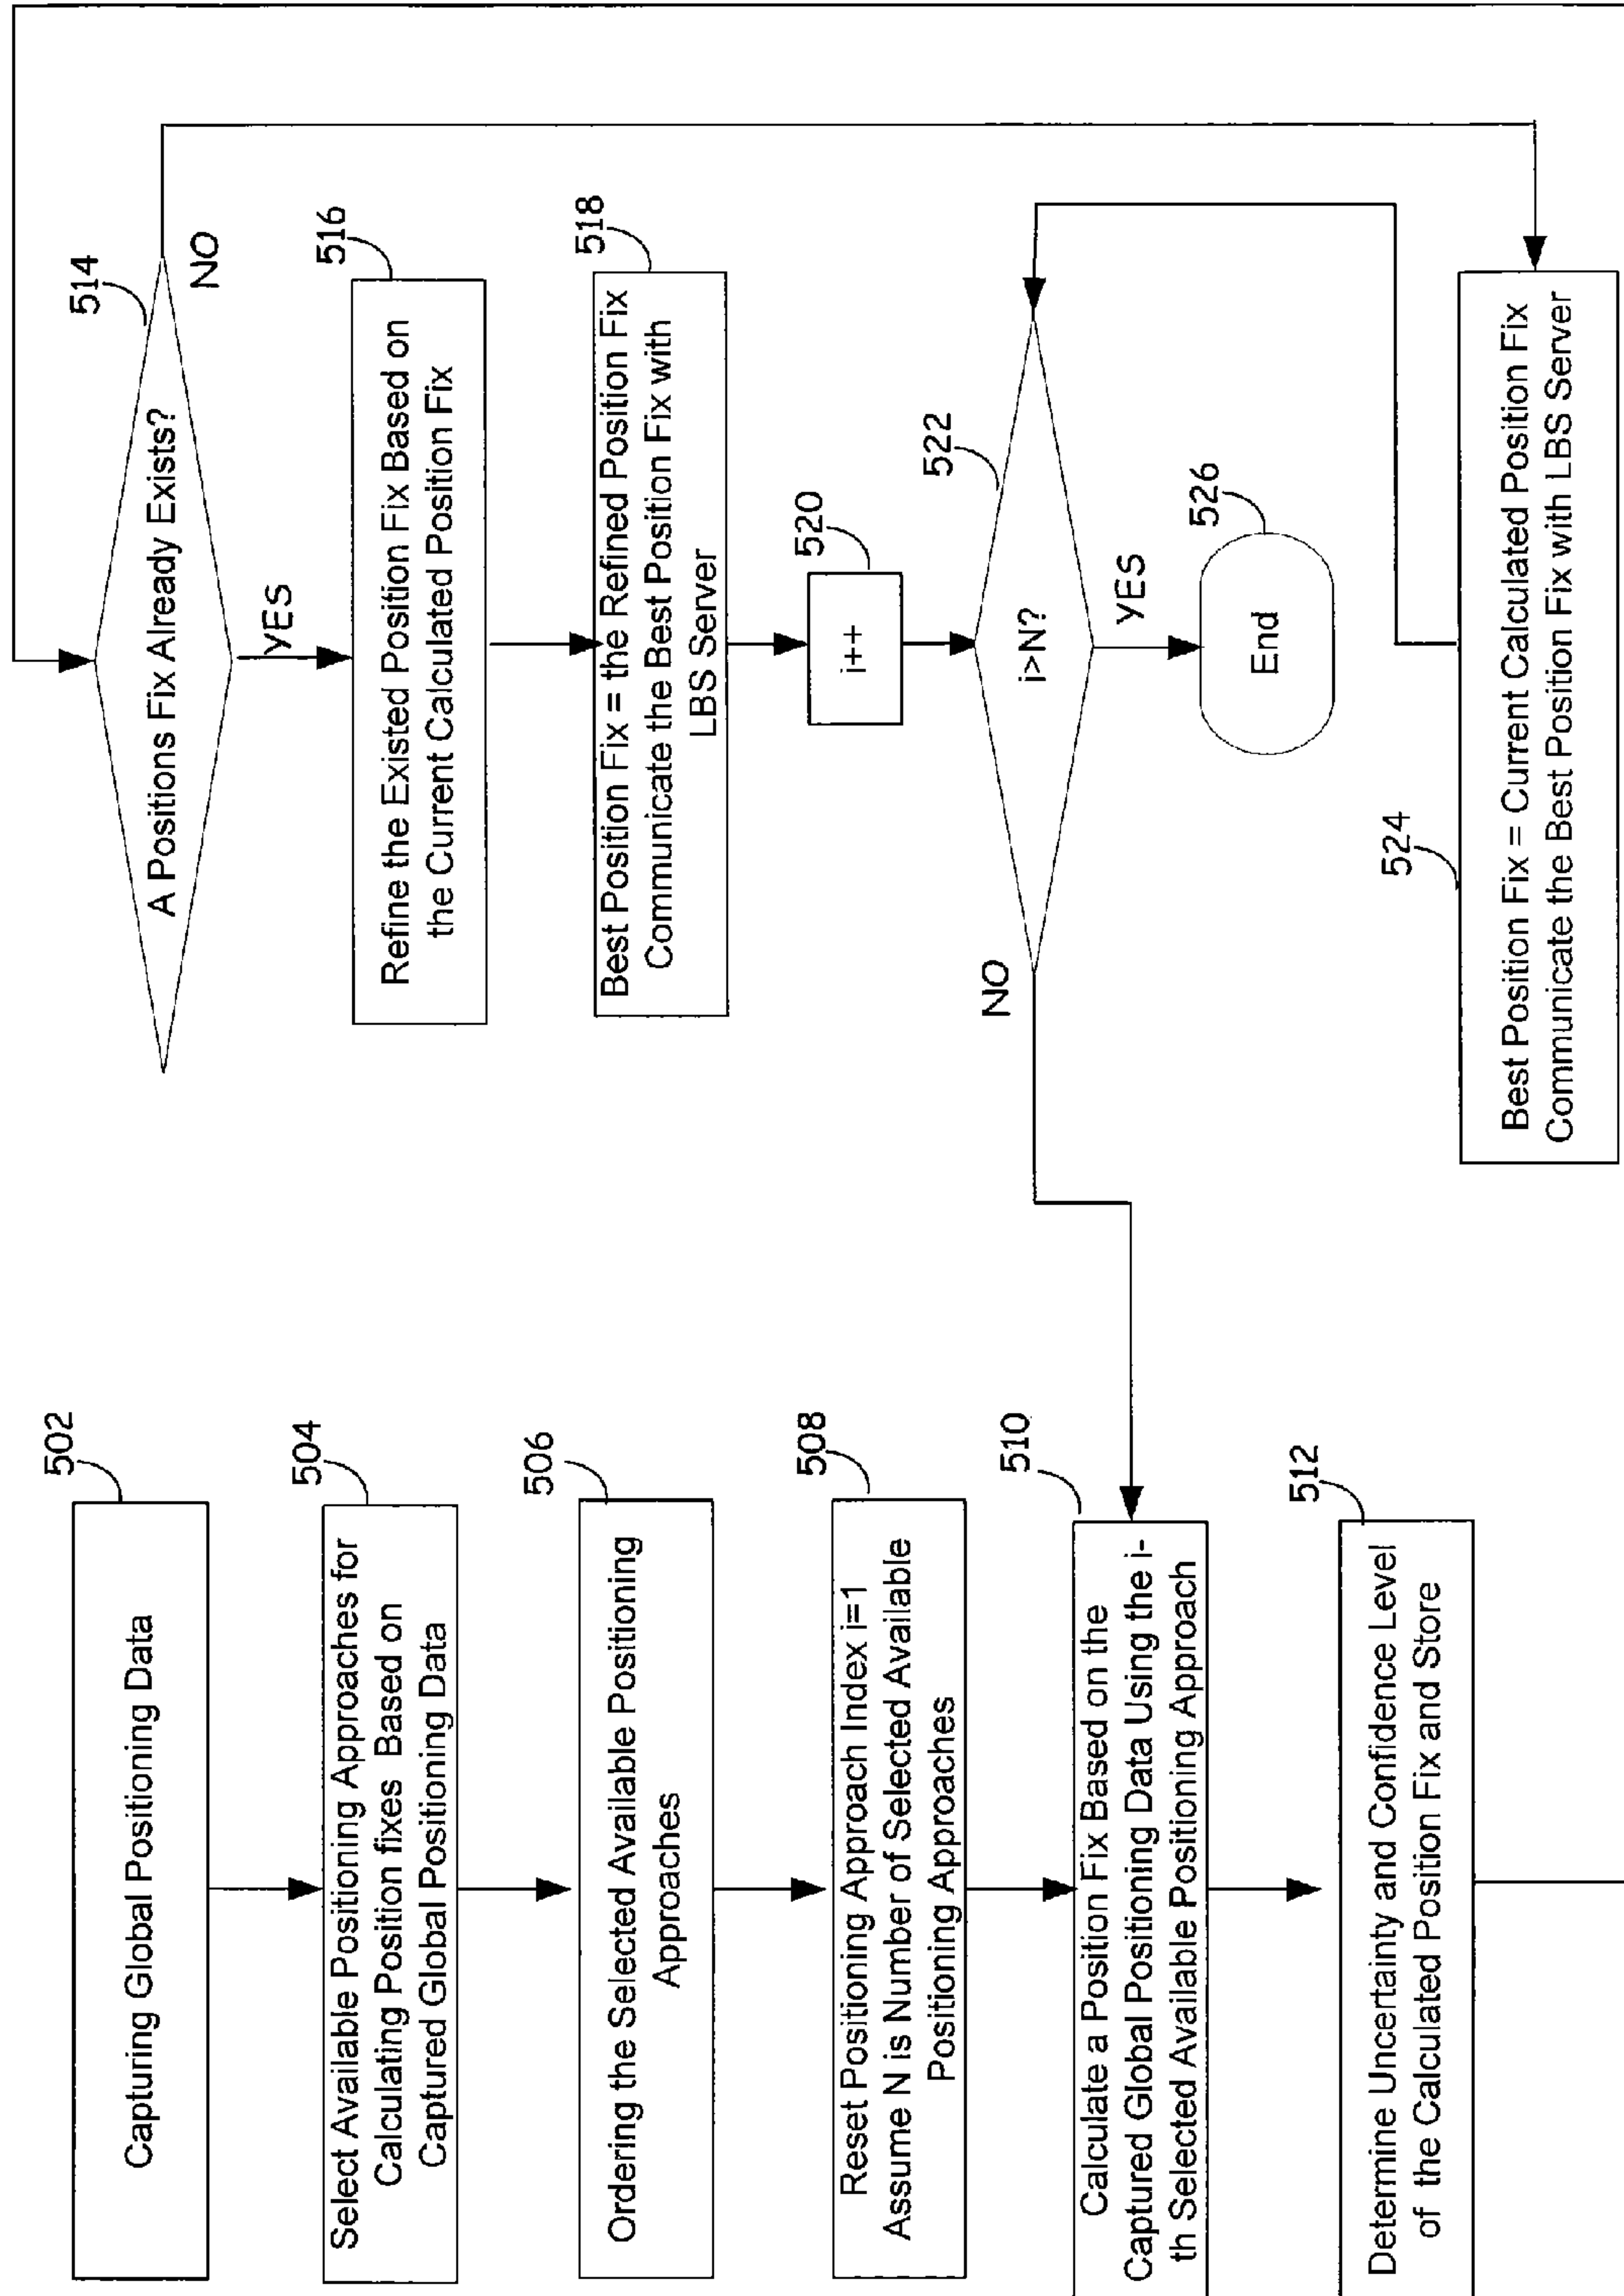 502
Capturing Global Positioning Data
504
Select Available Positioning Approaches for
Calculating Position fixes Based on
Captured Global Positioning Data
506
Ordering the Selected Available Positioning
Approaches
508
Reset Positioning Approach Index i=1
Assume N is Number of Selected Available
Positioning Approaches
510
Calculate a Position Fix Based on the
Captured Global Positioning Data Using the i-
th Selected Available Positioning Approach
512
Determine Uncertainty and Confidence Level
of the Calculated Position Fix and Store
514
A Positions Fix Already Exists?
NO
YES
516
Refine the Existed Position Fix Based on
the Current Calculated Position Fix
518
Best Position Fix = the Refined Position Fix
Communicate the Best Position Fix with
LBS Server
520
i++
522
i>N?
NO
YES
526
End
524
Best Position Fix = Current Calculated Position Fix
Communicate the Best Position Fix with LBS Server